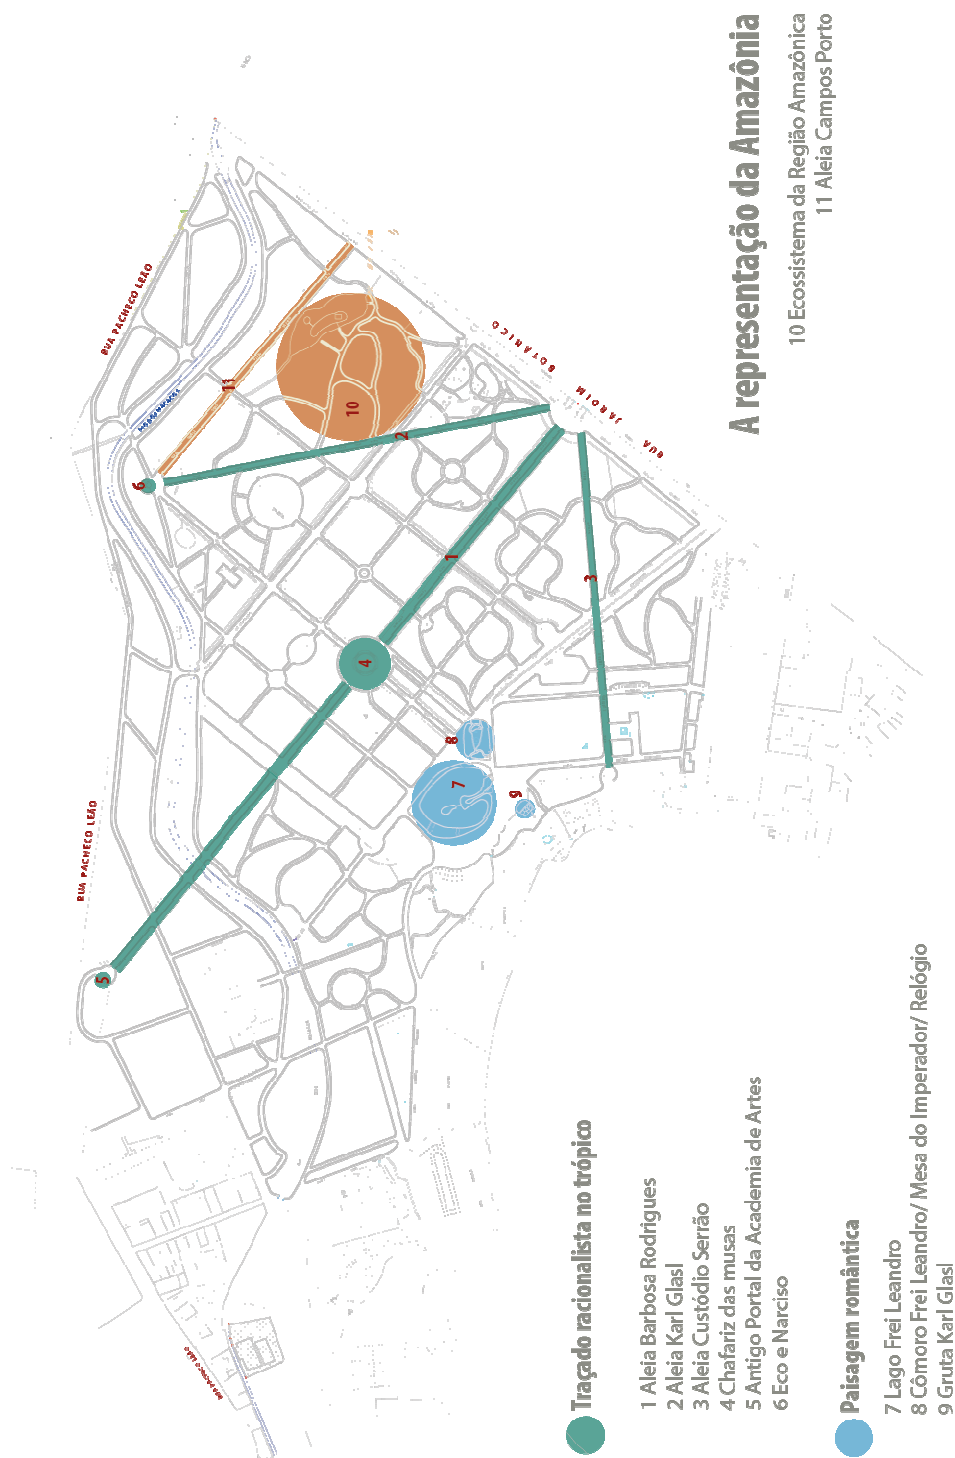 A representação da Amazônia
10 Ecossistema da Região Amazônica
11 Aleia Campos Porto
Traçado racionalista no trópico
1 Aleia Barbosa Rodrigues
2 Aleia Karl Glasl
3 Aleia Custódio Serrão
4 Chafariz das musas
5 Antigo Portal da Academia de Artes
6 Eco e Narciso
Paisagem romântica
7 Lago Frei Leandro
8 Cômoro Frei Leandro/ Mesa do Imperador/ Relógio
9 Gruta Karl Glasl
RUA PACHECO LEÃO
RUA PACHECO LEÃO
RUA JARDIM BOTÂNICO
1
2
3
4
5
6
7
8
9
10
11